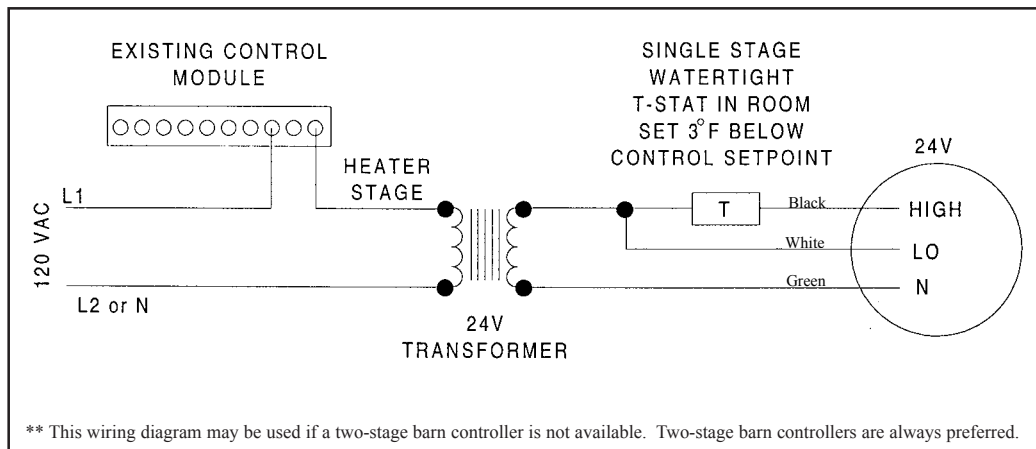 EXISTING CONTROL
MODULE
SINGLE STAGE
WATERTIGHT
T-STAT IN ROOM
SET 3°F BELOW
CONTROL SETPOINT
24V
HEATER
STAGE
120 VAC
L1
T
Black
HIGH
White
LO
Green
N
L2 or N
24V
TRANSFORMER
** This wiring diagram may be used if a two-stage barn controller is not available. Two-stage barn controllers are always preferred.